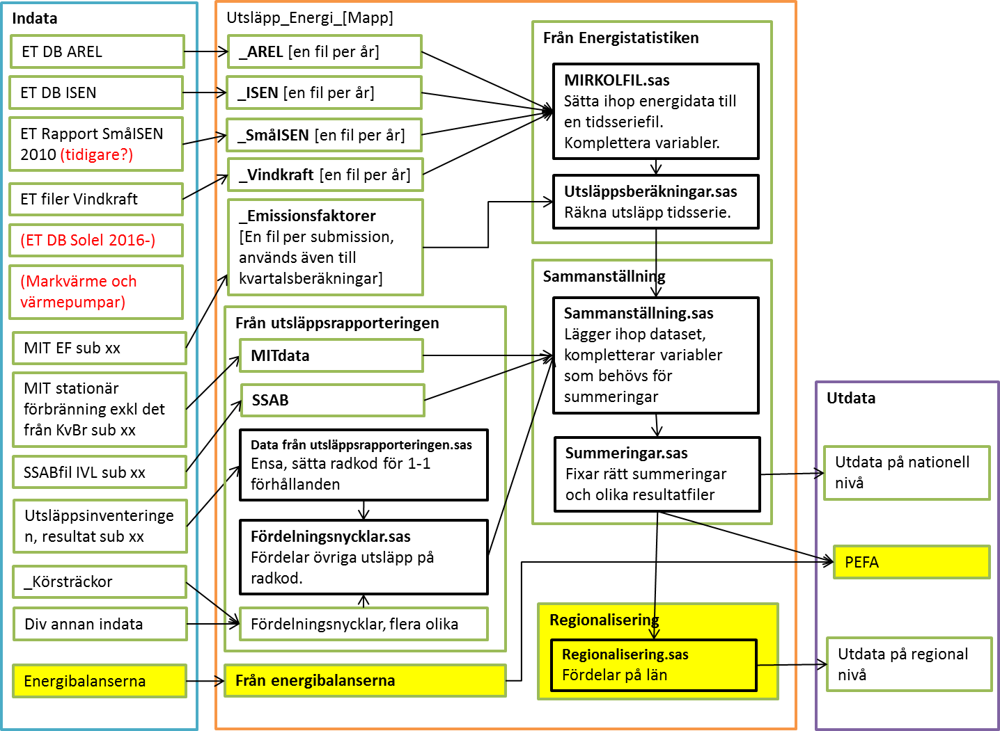 Indata
ET DB AREL
ET DB ISEN
ET Rapport SmåISEN
2010 (tidigare?)
ET filer Vindkraft
(ET DB Solel 2016-)
(Markvärme och
värmepumpar)
MIT EF sub xx
MIT stationär
förbränning exkl det
från KvBr sub xx
SSABfil IVL sub xx
Utsläppsinventeringe
n, resultat sub xx
_Körsträckor
Div annan indata
Energibalanserna
Utsläpp_Energi_[Mapp]
_AREL [en fil per år]
_ISEN [en fil per år]
_SmåISEN [en fil per år]
_Vindkraft [en fil per år]
_Emissionsfaktorer
[En fil per submission,
används även till
kvartalsberäkningar]
Från utsläppsrapporteringen
MITdata
SSAB
Data från utsläppsrapporteringen.sas
Ensa, sätta radkod för 1-1
förhållanden
Fördelningsnycklar.sas
Fördelar övriga utsläpp på
radkod.
Fördelningsnycklar, flera olika
Från energibalanserna
Från Energistatistiken
MIRKOLFIL.sas
Sätta ihop energidata till
en tidsseriefil.
Komplettera variabler.
Utsläppsberäkningar.sas
Räkna utsläpp tidsserie.
Sammanställning
Sammanställning.sas
Lägger ihop dataset,
kompletterar variabler
som behövs för
summeringar
Summeringar.sas
Fixar rätt summeringar
och olika resultatfiler
Regionalisering
Regionalisering.sas
Fördelar på län
Utdata
Utdata på nationell
nivå
PEFA
Utdata på regional
nivå